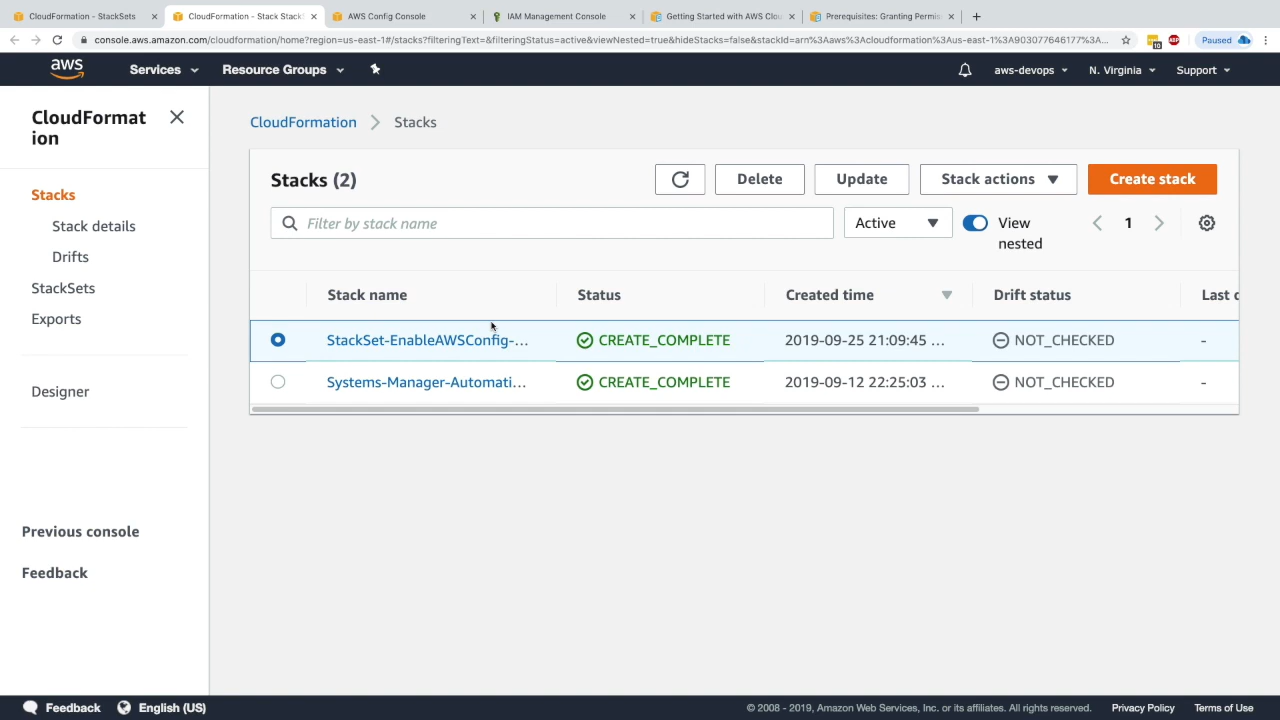 CloudFormation - StackSets
CloudFormation - Stack StackS
AWS Config Console
IAM Management Console
Getting Started with AWS Clou
Prerequisites: Granting Permis
console.aws.amazon.com/cloudformation/home?region=us-east-1#/stacks?filteringText=&filteringStatus=active&viewNested=true&hideStacks=false&stackId=arn%3Aaws%3Acloudformation%3Aus-east-1%3A903077646177%3A...
10
ABP
Paused
aws
Services
Resource Groups
aws-devops
N. Virginia
Support
CloudFormat
ion
Stacks
Stack details
Drifts
StackSets
Exports
Designer
Previous console
Feedback
CloudFormation
Stacks
Stacks (2)
Delete
Update
Stack actions
Create stack
Filter by stack name
Active
View
nested
1
Stack name
Status
Created time
Drift status
Last c
StackSet-EnableAWSConfig-...
CREATE_COMPLETE
2019-09-25 21:09:45 ...
NOT_CHECKED
-
Systems-Manager-Automati...
CREATE_COMPLETE
2019-09-12 22:25:03 ...
NOT_CHECKED
-
Feedback
English (US)
© 2008 - 2019, Amazon Web Services, Inc. or its affiliates. All rights reserved.
Privacy Policy
Terms of Use